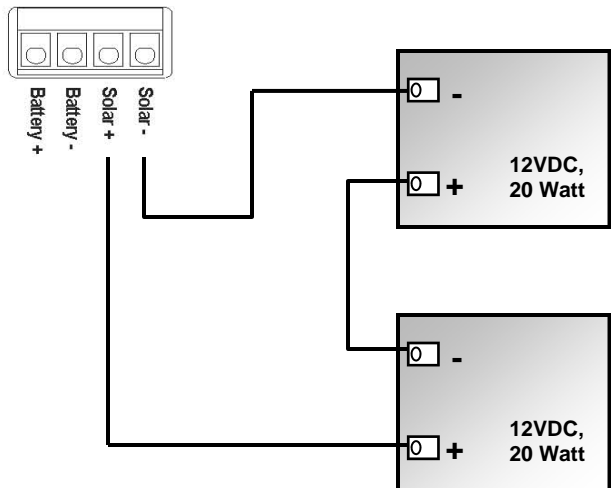 Battery +
Battery -
Solar +
Solar -
-
+
12VDC,
20 Watt
-
+
12VDC,
20 Watt